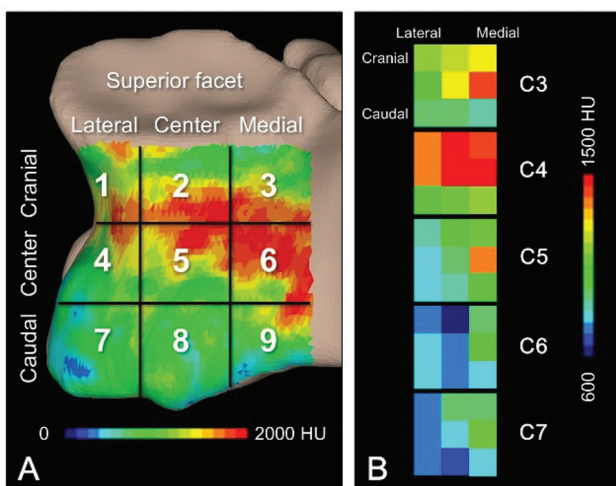 Superior facet
Lateral Center Medial
Cranial
Center
Caudal
1 2 3
4 5 6
7 8 9
0 2000 HU
A
Lateral Medial
Cranial
Caudal
C3
C4
C5
C6
C7
1500 HU
600
B